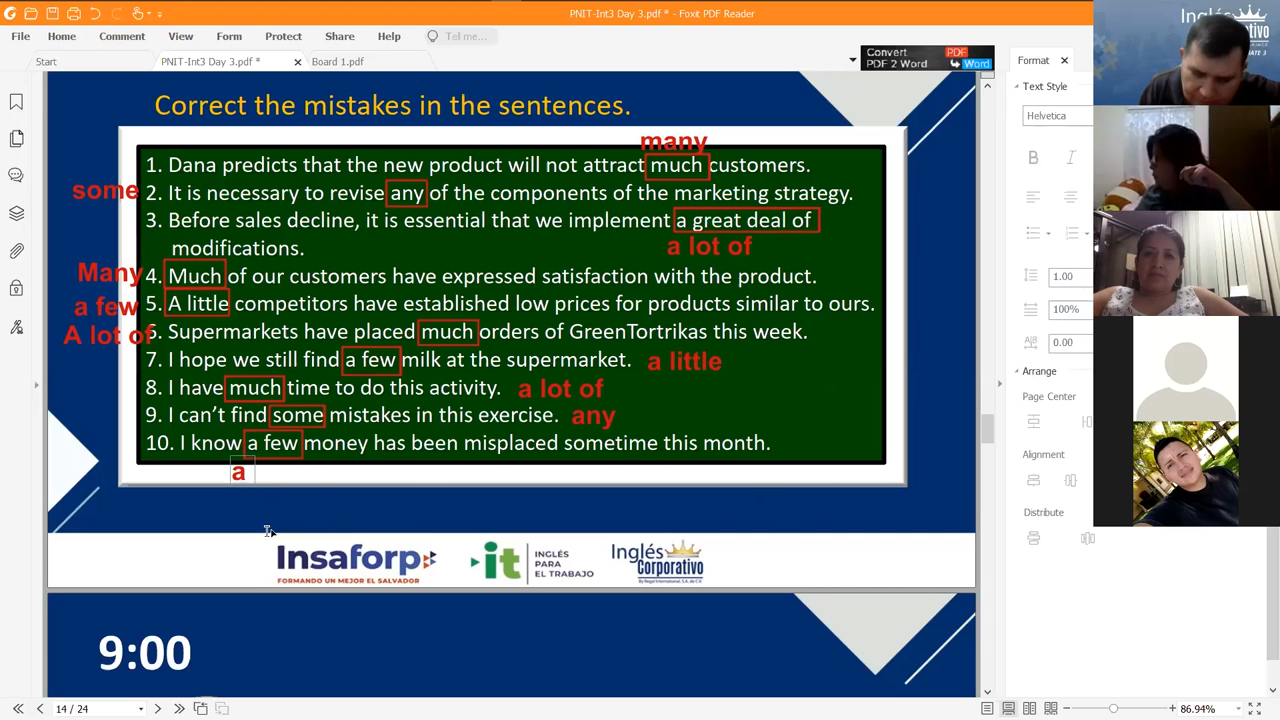 PNIT-Int3 Day 3.pdf * - Foxit PDF Reader
File Home Comment View Form Protect Share Help Tell me...
Start PNIT-Int3 Day 3.pdf * Board 1.pdf
Convert PDF
PDF 2 Word Word
Format
Text Style
Helvetica
B I
1.00
100%
0.00
Arrange
Page Center
Alignment
Distribute
Inglés
Correct the mistakes in the sentences.
many
1. Dana predicts that the new product will not attract much customers.
some
2. It is necessary to revise any of the components of the marketing strategy.
3. Before sales decline, it is essential that we implement a great deal of
modifications.
a lot of
Many
4. Much of our customers have expressed satisfaction with the product.
a few
5. A little competitors have established low prices for products similar to ours.
A lot of
6. Supermarkets have placed much orders of GreenTortrikas this week.
7. I hope we still find a few milk at the supermarket. a little
8. I have much time to do this activity. a lot of
9. I can't find some mistakes in this exercise. any
10. I know a few money has been misplaced sometime this month.
a
Insaforp
FORMANDO UN MEJOR EL SALVADOR
it
INGLÉS
PARA
EL TRABAJO
Inglés
Corporativo
9:00
14 / 24
86.94%